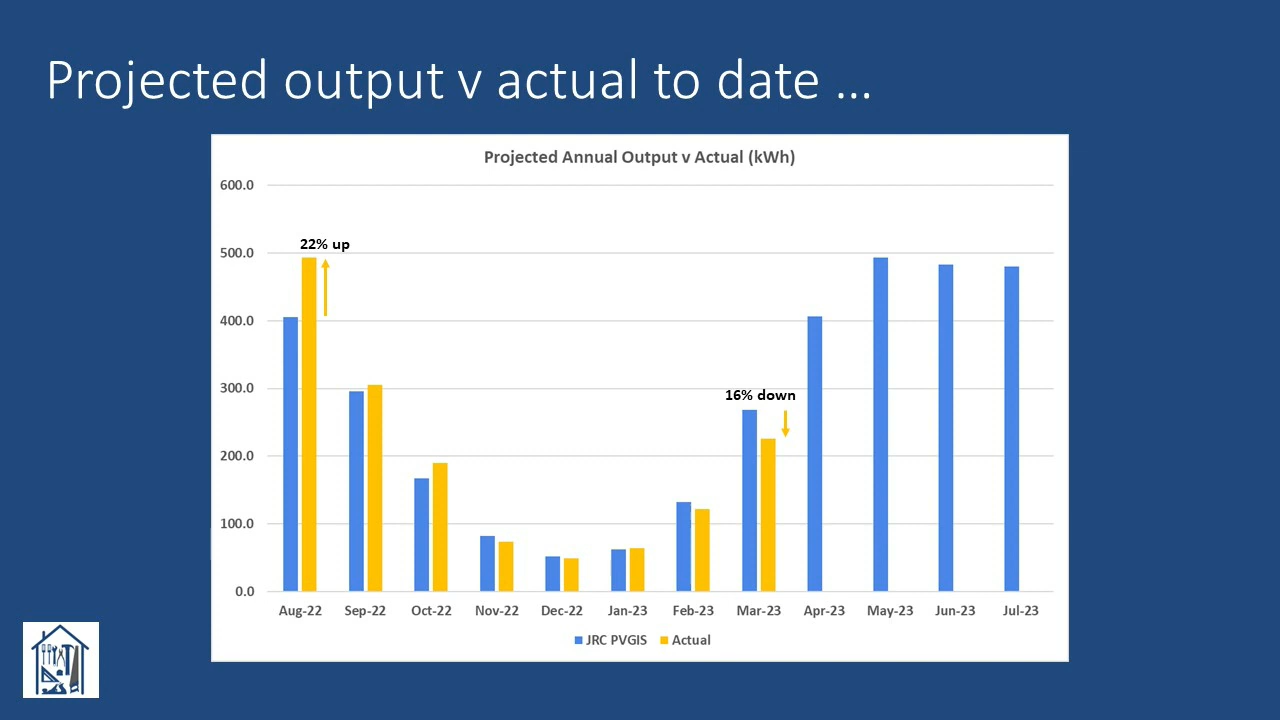 Projected output v actual to date ...
Projected Annual Output v Actual (kWh)
600.0
500.0
400.0
300.0
200.0
100.0
0.0
22% up
16% down
Aug-22 Sep-22 Oct-22 Nov-22 Dec-22 Jan-23 Feb-23 Mar-23 Apr-23 May-23 Jun-23 Jul-23
JRC PVGIS Actual